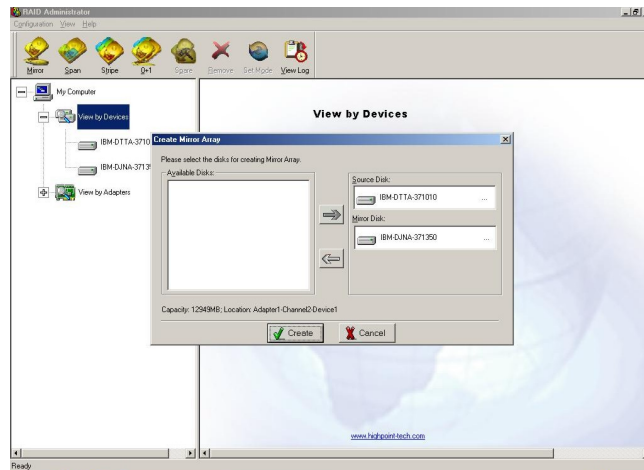 RAID Administrator
Configuration View Help
Mirror Span Stripe 0+1 Spare Remove Set Mode View Log
My Computer
View by Devices
IBM-DTTA-3710
IBM-DJNA-3713
View by Adapters
View by Devices
Create Mirror Array
Please select the disks for creating Mirror Array.
Available Disks:
Source Disk:
IBM-DTTA-371010 ...
Mirror Disk:
IBM-DJNA-371350 ...
Capacity: 12949MB; Location: Adapter1-Channel2-Device1
Create Cancel
www.highpoint-tech.com
Ready